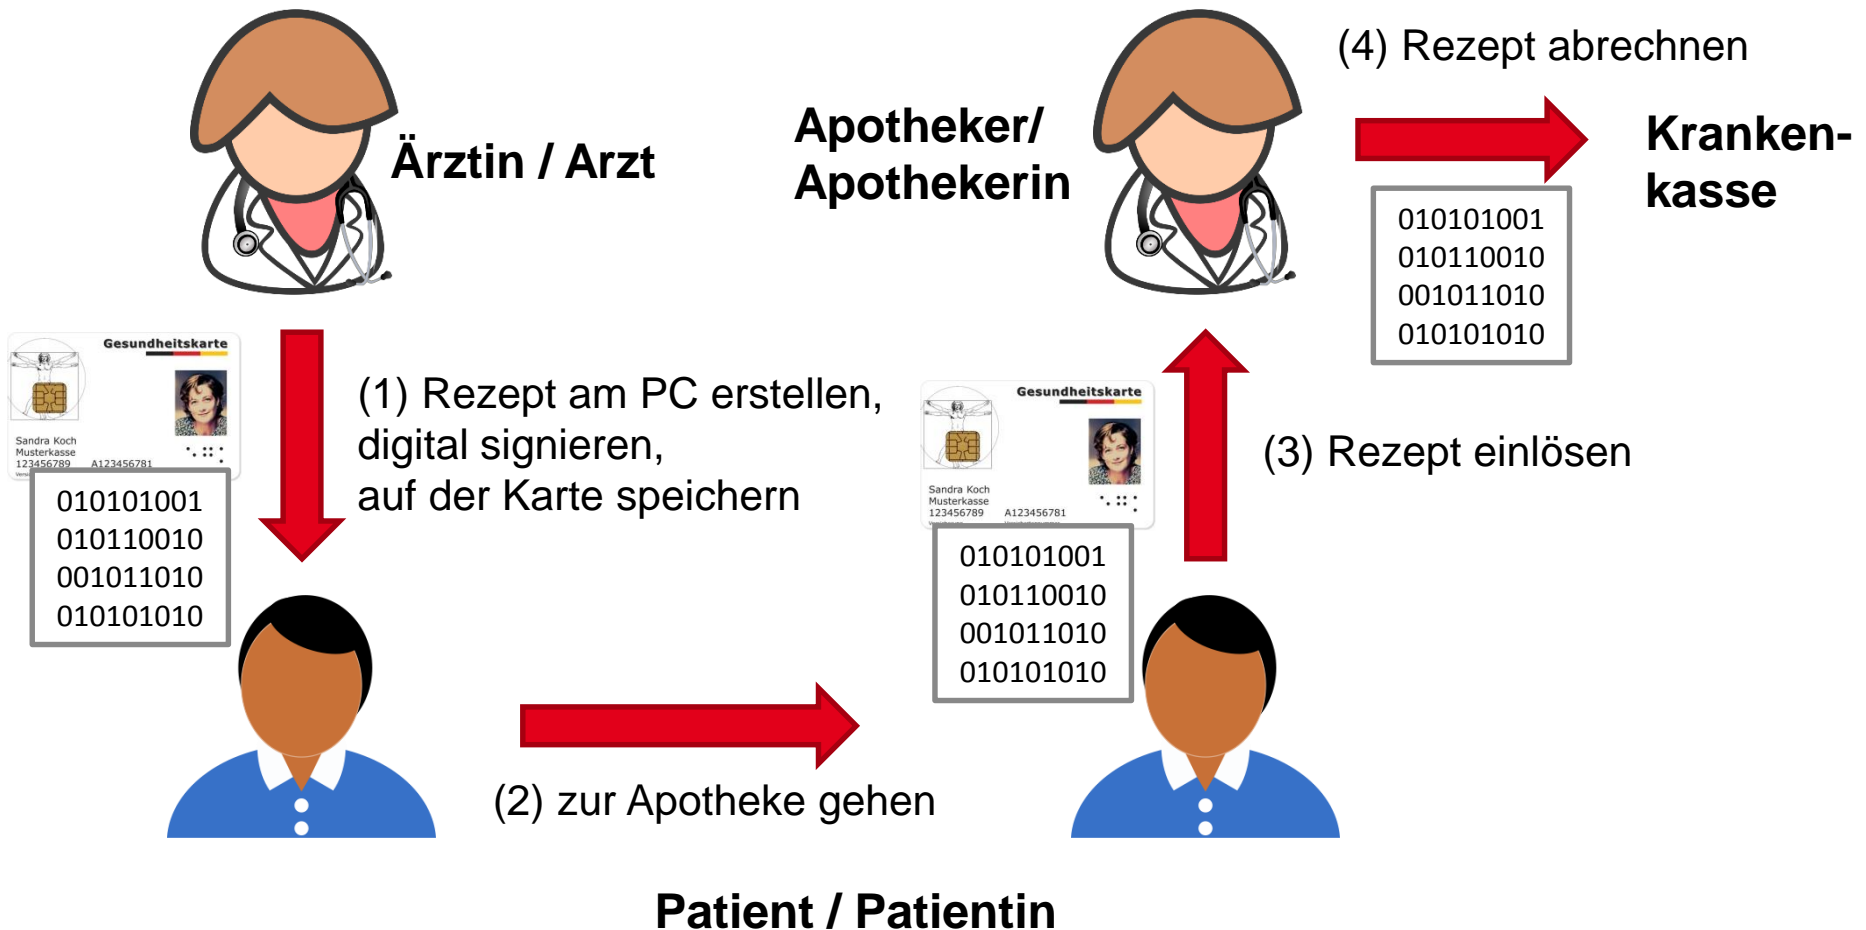 (4) Rezept abrechnen
Ärztin / Arzt
Apotheker/
Apothekerin
Kranken-
kasse
010101001
010110010
001011010
010101010
Gesundheitskarte
Sandra Koch
Musterkasse
123456789 A123456781
010101001
010110010
001011010
010101010
(1) Rezept am PC erstellen,
digital signieren,
auf der Karte speichern
Gesundheitskarte
Sandra Koch
Musterkasse
123456789 A123456781
010101001
010110010
001011010
010101010
(3) Rezept einlösen
(2) zur Apotheke gehen
Patient / Patientin